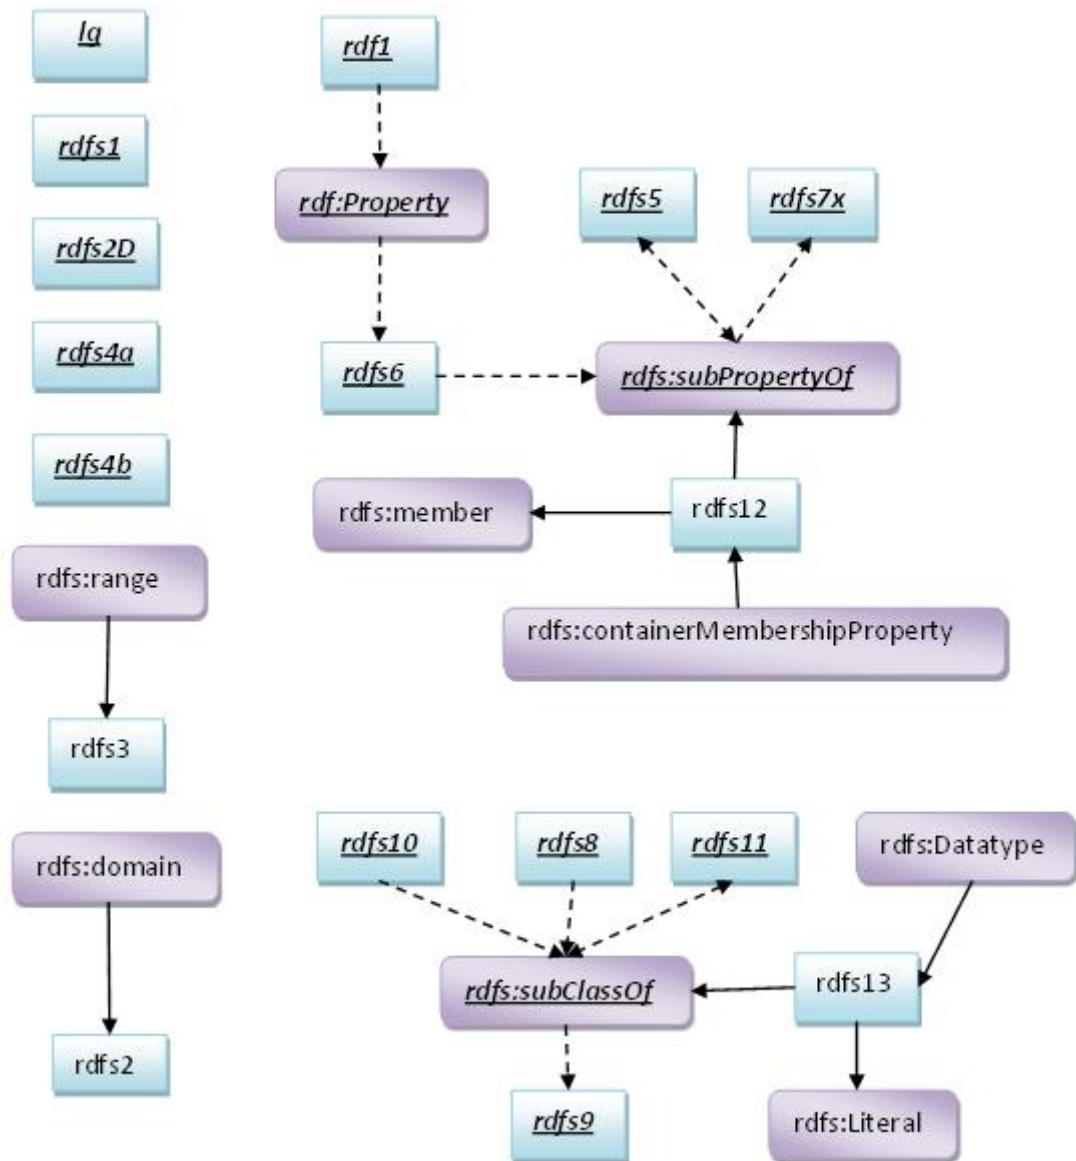 lg
rdf1
rdfs1
rdf:Property
rdfs5
rdfs7x
rdfs2D
rdfs4a
rdfs6
rdfs:subPropertyOf
rdfs4b
rdfs:member
rdfs12
rdfs:range
rdfs:containerMembershipProperty
rdfs3
rdfs:domain
rdfs10
rdfs8
rdfs11
rdfs:Datatype
rdfs:subClassOf
rdfs13
rdfs2
rdfs9
rdfs:Literal